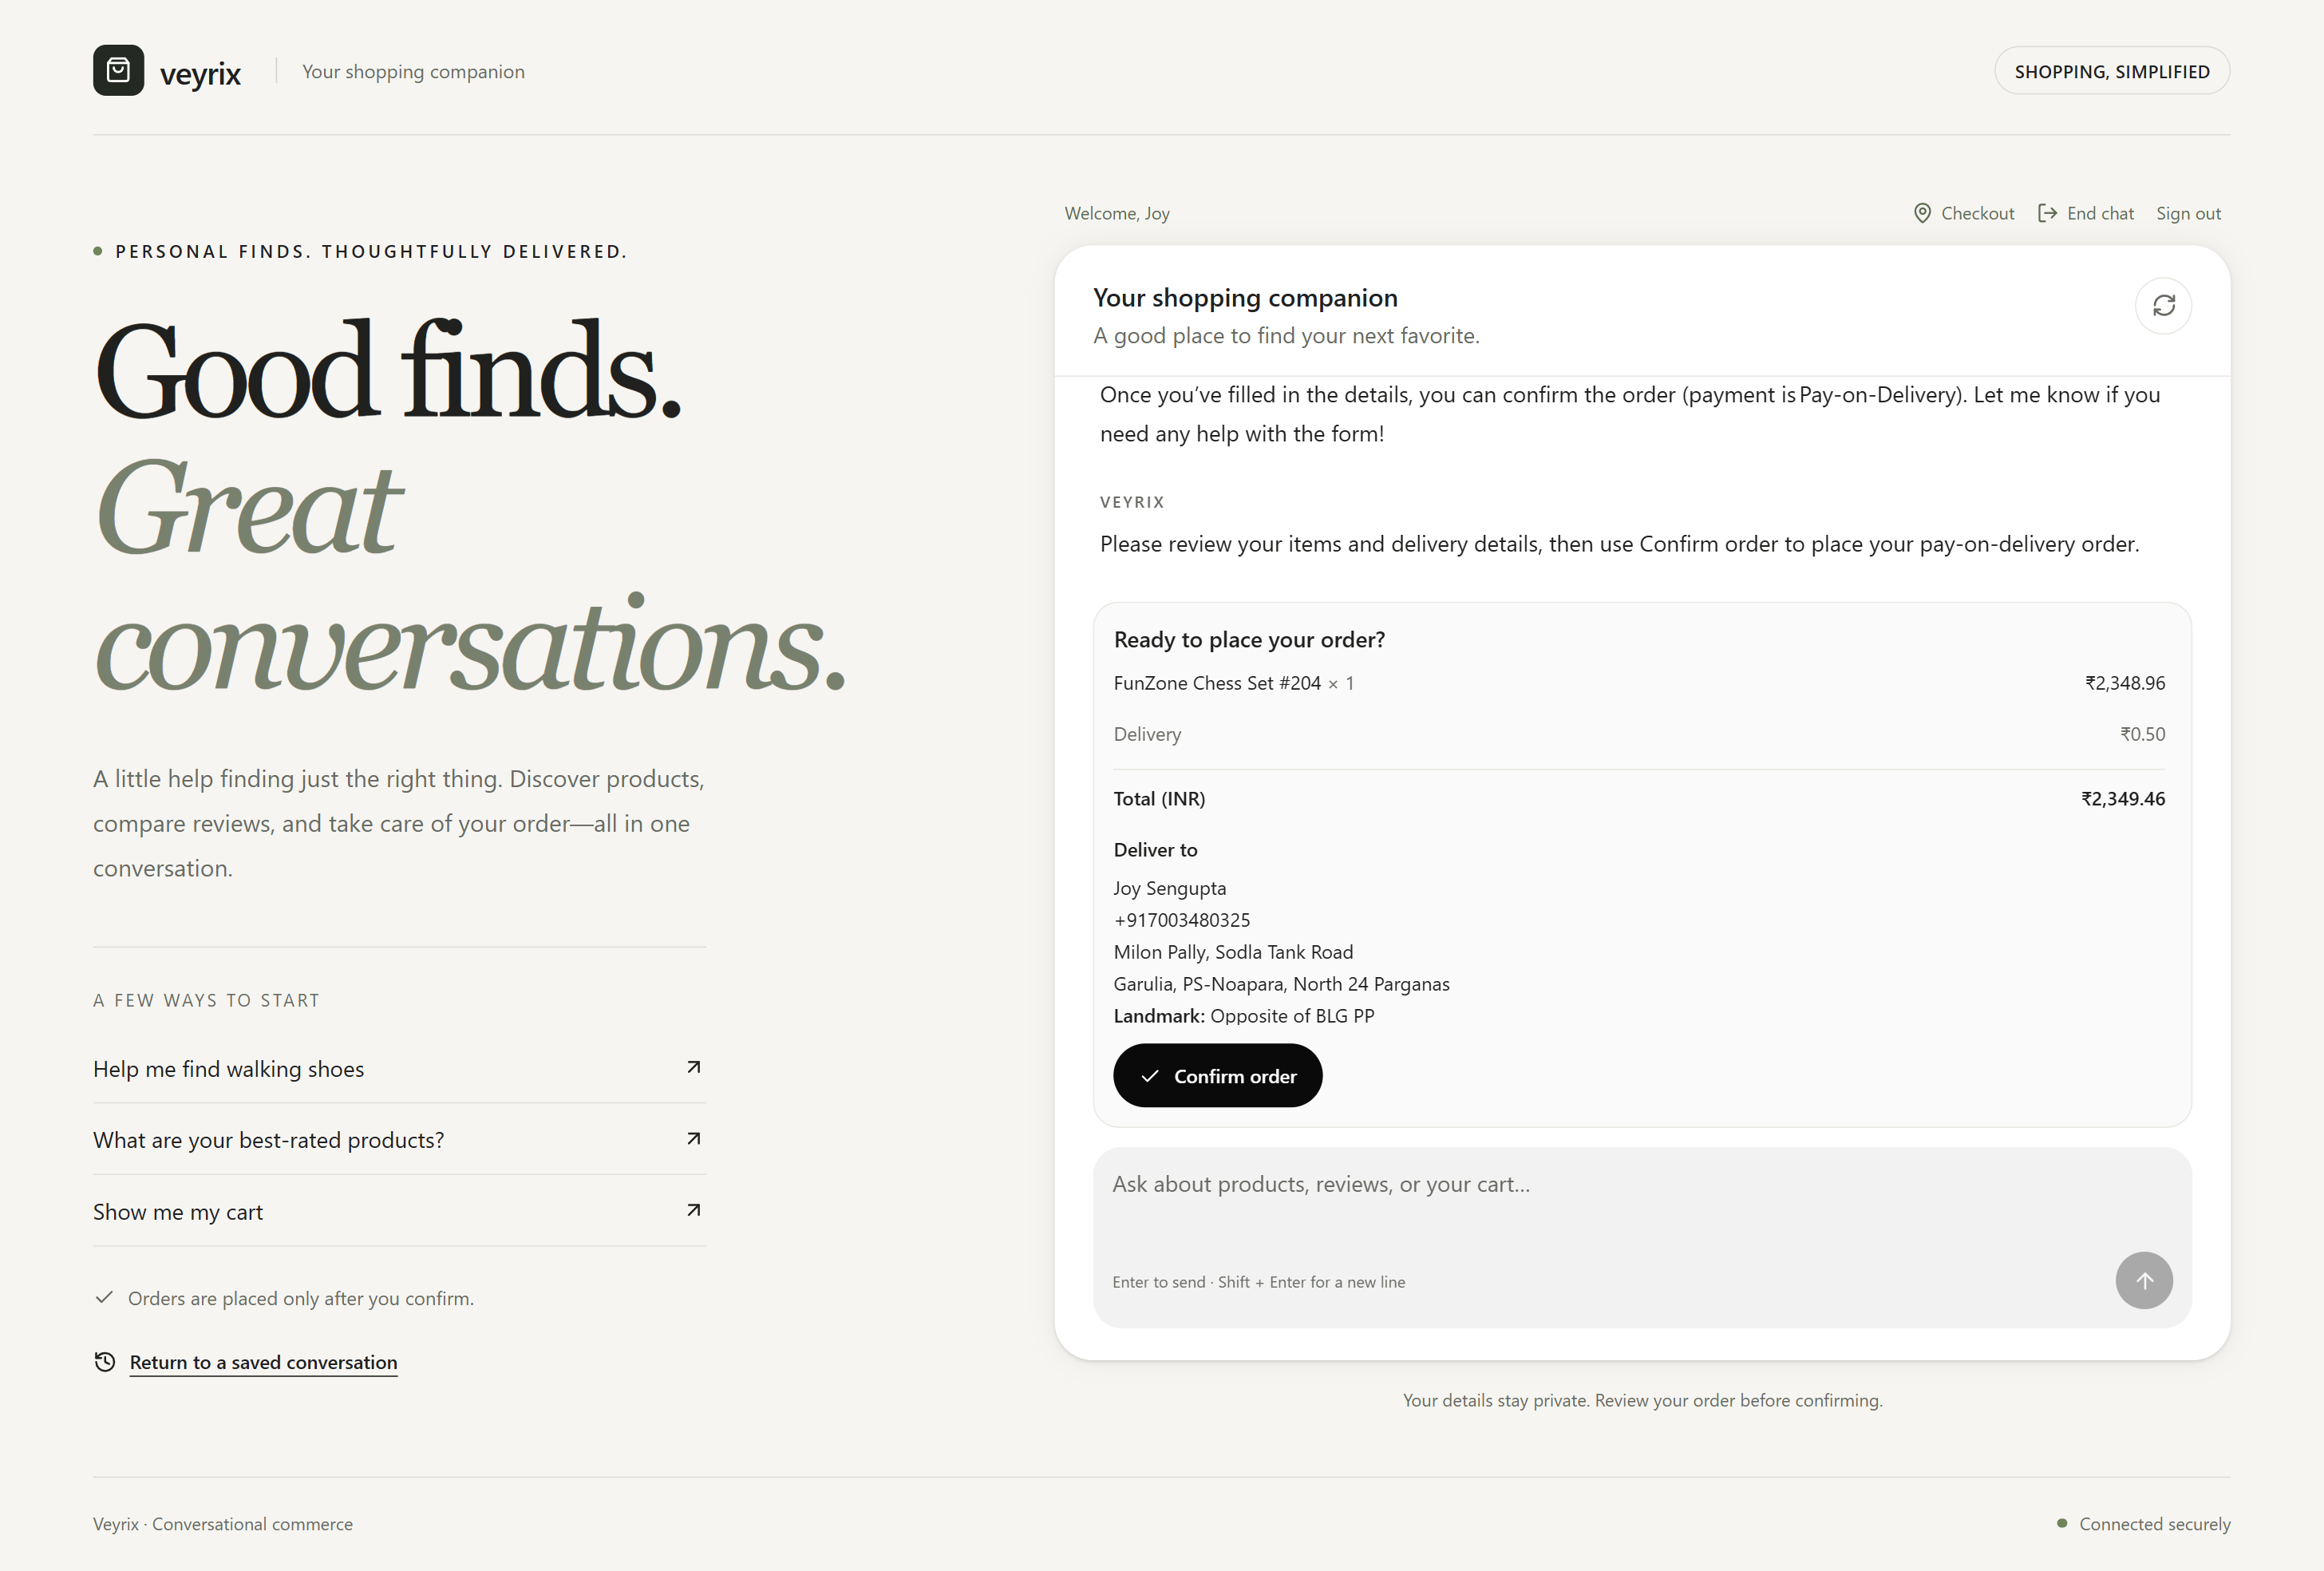 veyrix
Your shopping companion
SHOPPING, SIMPLIFIED
PERSONAL FINDS. THOUGHTFULLY DELIVERED.
Good finds.
Great
conversations.
A little help finding just the right thing. Discover products,
compare reviews, and take care of your order—all in one
conversation.
A FEW WAYS TO START
Help me find walking shoes
What are your best-rated products?
Show me my cart
Orders are placed only after you confirm.
Return to a saved conversation
Welcome, Joy
Checkout
End chat
Sign out
Your shopping companion
A good place to find your next favorite.
Once you’ve filled in the details, you can confirm the order (payment is Pay-on-Delivery). Let me know if you
need any help with the form!
VEYRIX
Please review your items and delivery details, then use Confirm order to place your pay-on-delivery order.
Ready to place your order?
FunZone Chess Set #204 × 1 ₹2,348.96
Delivery ₹0.50
Total (INR) ₹2,349.46
Deliver to
Joy Sengupta
+917003480325
Milon Pally, Sodla Tank Road
Garulia, PS-Noapara, North 24 Parganas
Landmark: Opposite of BLG PP
Confirm order
Ask about products, reviews, or your cart...
Enter to send · Shift + Enter for a new line
Your details stay private. Review your order before confirming.
Veyrix · Conversational commerce
Connected securely